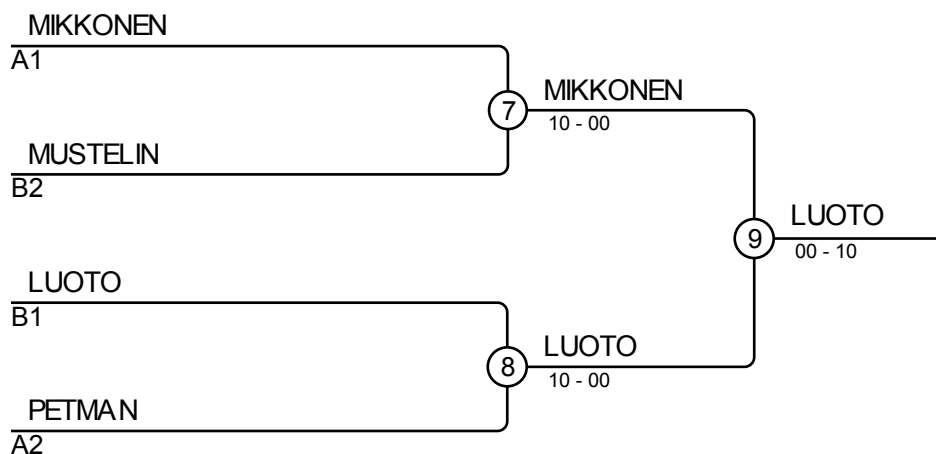 MIKKONEN
A1
7
MIKKONEN
10 - 00
MUSTELIN
B2
9
LUOTO
00 - 10
LUOTO
B1
8
LUOTO
10 - 00
PETMAN
A2